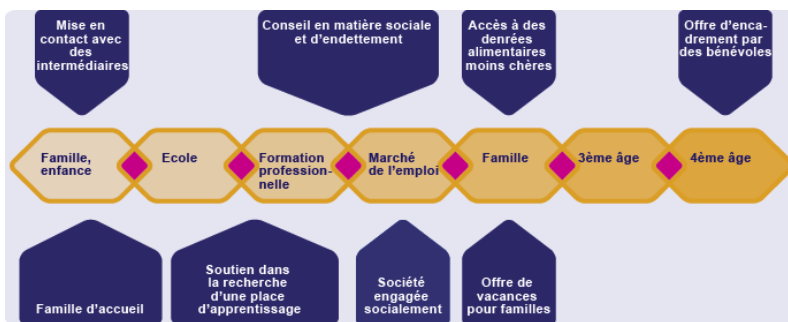 Mise en
contact avec
des
intermédiaires
Conseil en matière sociale
et d'endettement
Accès à des
denrées
alimentaires
moins chères
Offre d'enca-
drement par
des bénévoles
Famille,
enfance
Ecole
Formation
profession-
nelle
Marché
de l'emploi
Famille
3ème âge
4ème âge
Famille d'accueil
Soutien dans
la recherche
d'une place
d'apprentissage
Société
engagée
socialement
Offre de
vacances
pour familles